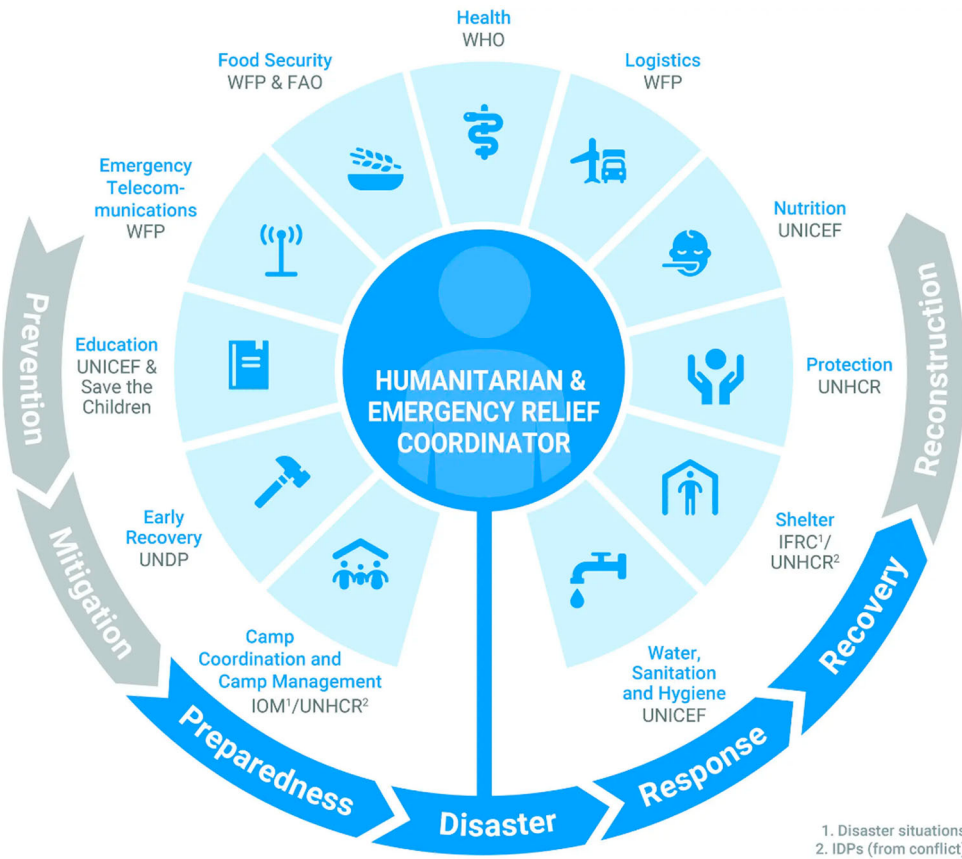 Health
WHO
Food Security
WFP & FAO
Logistics
WFP
Emergency
Telecom-
munications
WFP
Nutrition
UNICEF
Education
UNICEF &
Save the
Children
Protection
UNHCR
HUMANITARIAN &
EMERGENCY RELIEF
COORDINATOR
Early
Recovery
UNDP
Shelter
IFRC¹/
UNHCR²
Camp
Coordination and
Camp Management
IOM¹/UNHCR²
Water,
Sanitation
and Hygiene
UNICEF
Prevention
Mitigation
Preparedness
Disaster
Response
Recovery
Reconstruction
1. Disaster situations
2. IDPs (from conflict)